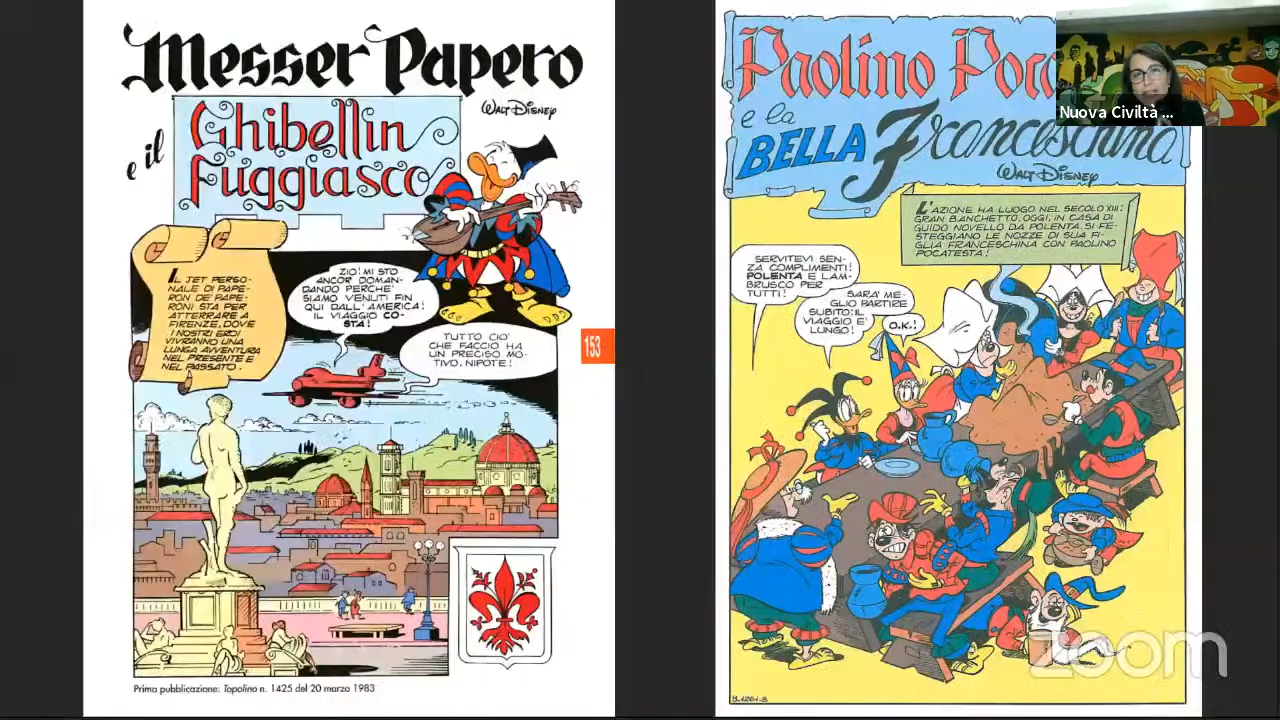 Messer Papero
WALT DISNEY
e il
Ghibellin
Fuggiasco
IL JET PERSO-
NALE DI PAPE-
RON DE' PAPE-
RONI STA PER
ATTERRARE A
FIRENZE, DOVE
I NOSTRI EROI
VIVRANNO UNA
LUNGA AVVENTURA
NEL PRESENTE E
NEL PASSATO.
ZIO! MI STO
ANCOR DOMAN-
DANDO PERCHE'
SIAMO VENUTI FIN
QUI DALL'AMERICA!
IL VIAGGIO CO-
STA!
TUTTO CIO'
CHE FACCIO HA
UN PRECISO MO-
TIVO, NIPOTE!
Prima pubblicazione: Topolino n. 1425 del 20 marzo 1983
153
Paolino
e la
BELLA Franceschina
WALT DISNEY
L'AZIONE HA LUOGO NEL SECOLO XIII:
GRAN BANCHETTO, OGGI, IN CASA DI
GUIDO NOVELLO DA POLENTA. SI FE-
STEGGIANO LE NOZZE DI SUA FI-
GLIA FRANCESCHINA CON PAOLINO
POCATESTA!
SERVITEVI SEN-
ZA COMPLIMENTI!
POLENTA E LAM-
BRUSCO PER
TUTTI!
SARA' ME-
GLIO PARTIRE
SUBITO: IL
VIAGGIO E'
LUNGO!
O.K.!
Nuova Civiltà ...
zoom